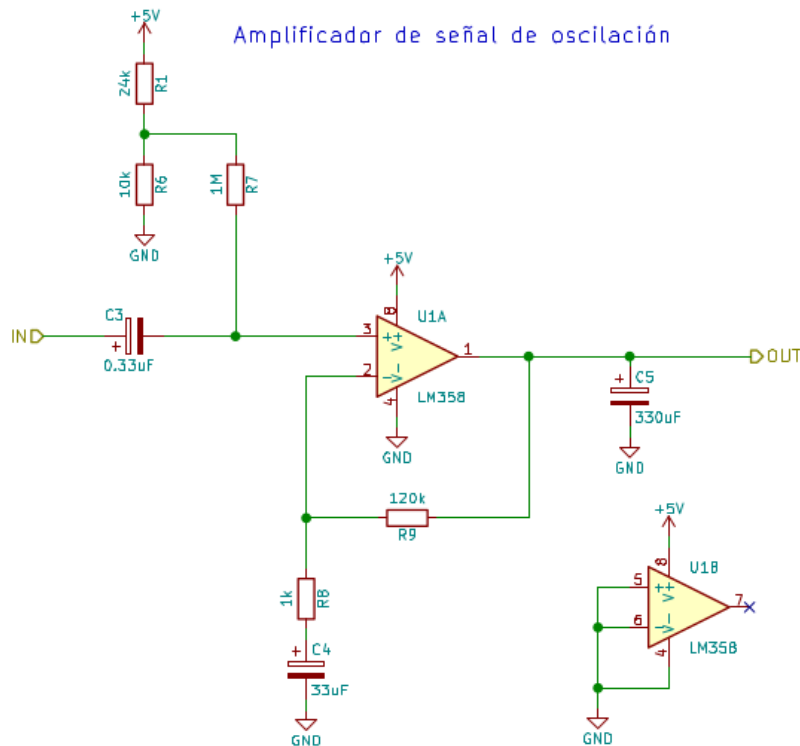 +5V
Amplificador de señal de oscilación
24k
R1
10k
R6
1M
R7
GND
+5V
C3
IN
+
0.33uF
8
U1A
3
+
V+
1
2
-
V-
LM358
4
GND
OUT
+
C5
330uF
GND
120k
R9
+5V
8
U1B
5
+
V+
7
6
-
V-
LM358
4
1k
R8
+
C4
33uF
GND
GND